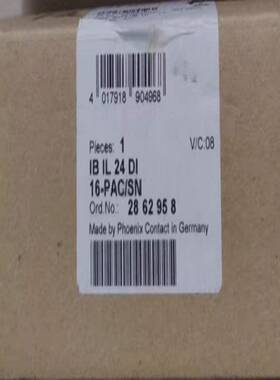 4 017918 904968
Pieces: 1 V/C:08
IB IL 24 DI
16-PAC/SN
Ord.No.: 28 62 95 8
Made by Phoenix Contact in Germany